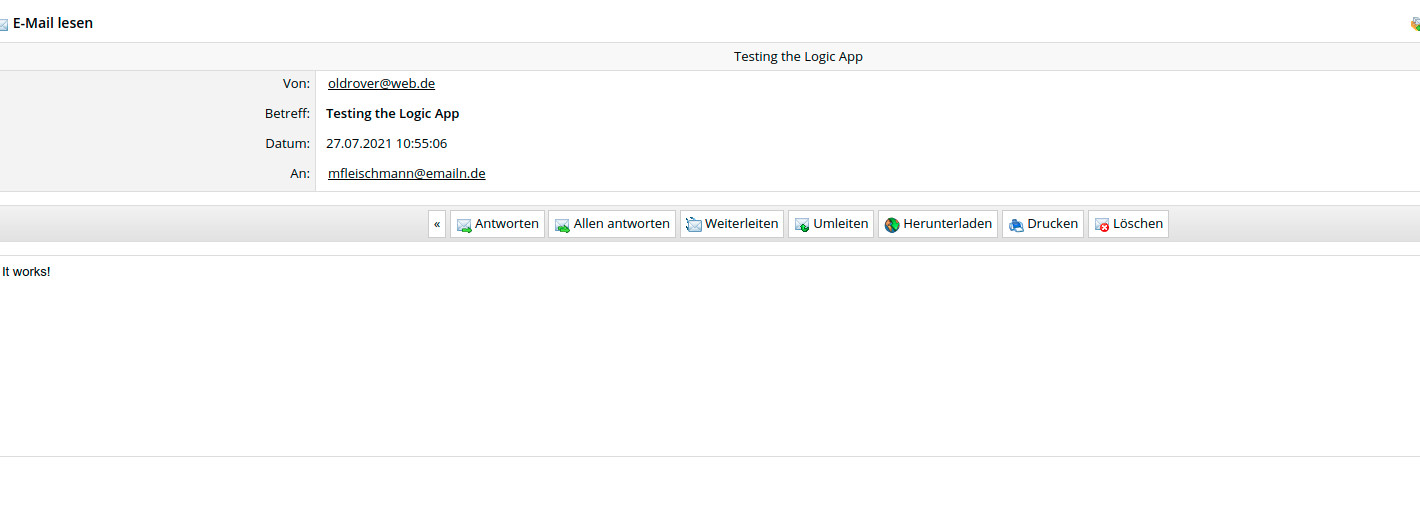 E-Mail lesen
Testing the Logic App
Von: oldrover@web.de
Betreff: Testing the Logic App
Datum: 27.07.2021 10:55:06
An: mfleischmann@emailn.de
« Antworten Allen antworten Weiterleiten Umleiten Herunterladen Drucken Löschen
It works!